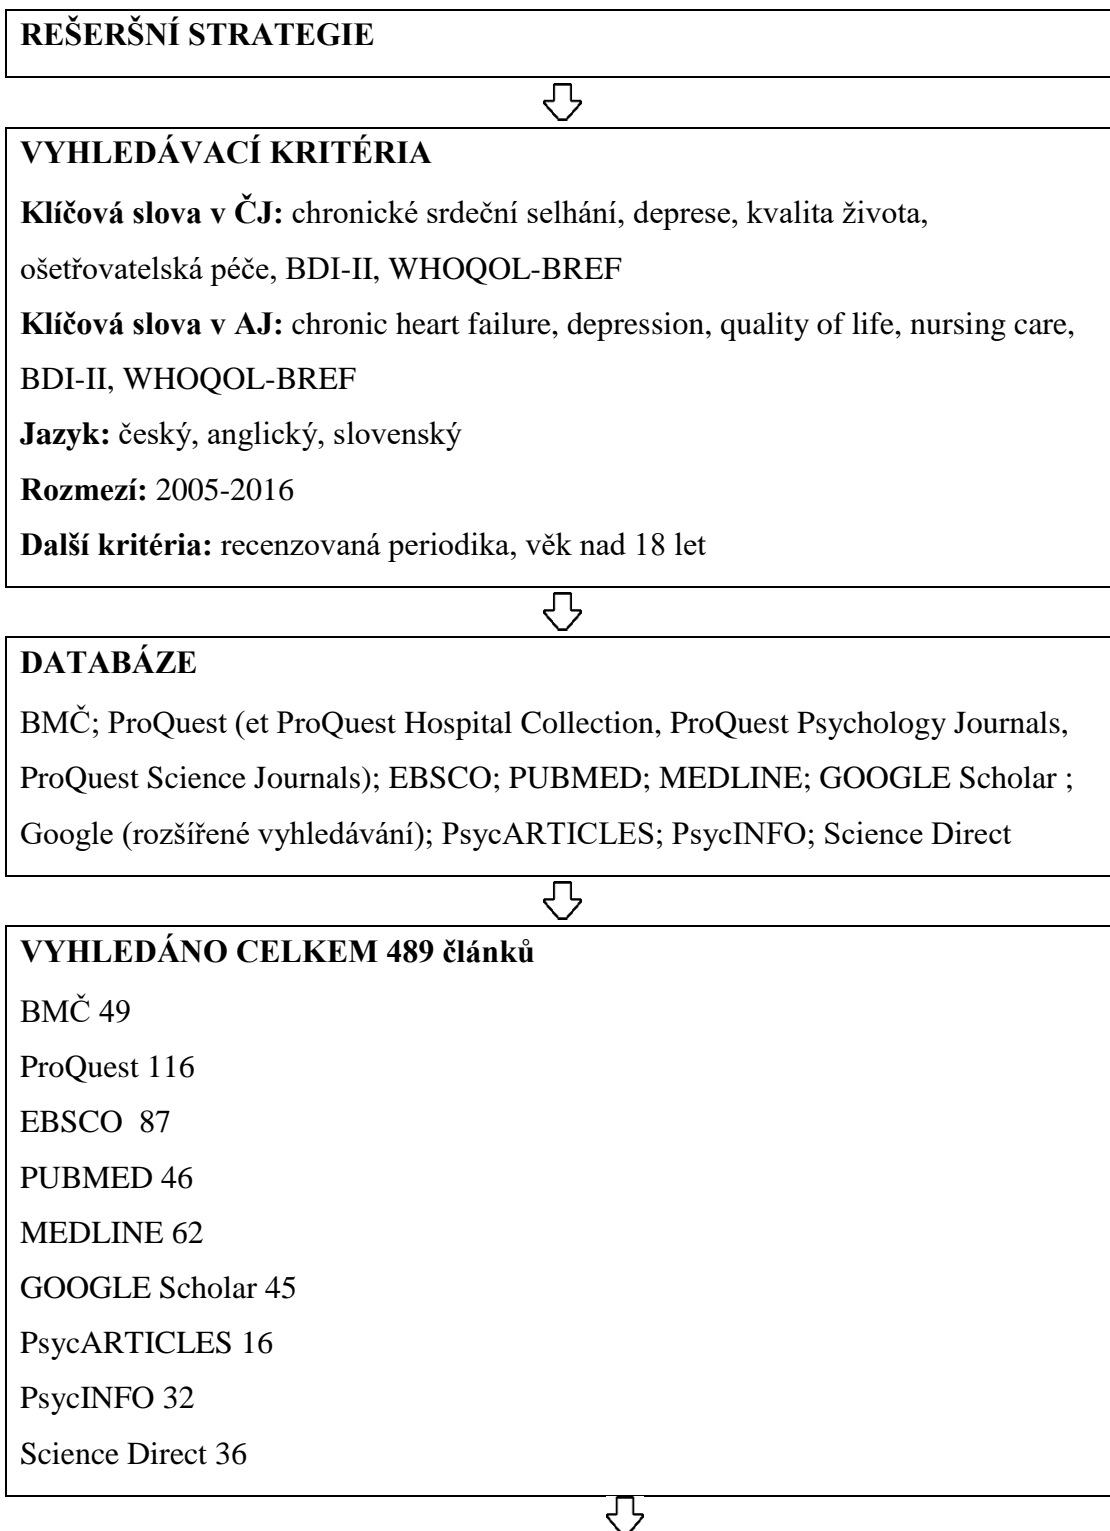 REŠERŠNÍ STRATEGIE
VYHLEDÁVACÍ KRITÉRIA
Klíčová slova v ČJ: chronické srdeční selhání, deprese, kvalita života,
ošetřovatelská péče, BDI-II, WHOQOL-BREF
Klíčová slova v AJ: chronic heart failure, depression, quality of life, nursing care,
BDI-II, WHOQOL-BREF
Jazyk: český, anglický, slovenský
Rozmezí: 2005-2016
Další kritéria: recenzovaná periodika, věk nad 18 let
DATABÁZE
BMČ; ProQuest (et ProQuest Hospital Collection, ProQuest Psychology Journals,
ProQuest Science Journals); EBSCO; PUBMED; MEDLINE; GOOGLE Scholar ;
Google (rozšířené vyhledávání); PsycARTICLES; PsycINFO; Science Direct
VYHLEDÁNO CELKEM 489 článků
BMČ 49
ProQuest 116
EBSCO  87
PUBMED 46
MEDLINE 62
GOOGLE Scholar 45
PsycARTICLES 16
PsycINFO 32
Science Direct 36